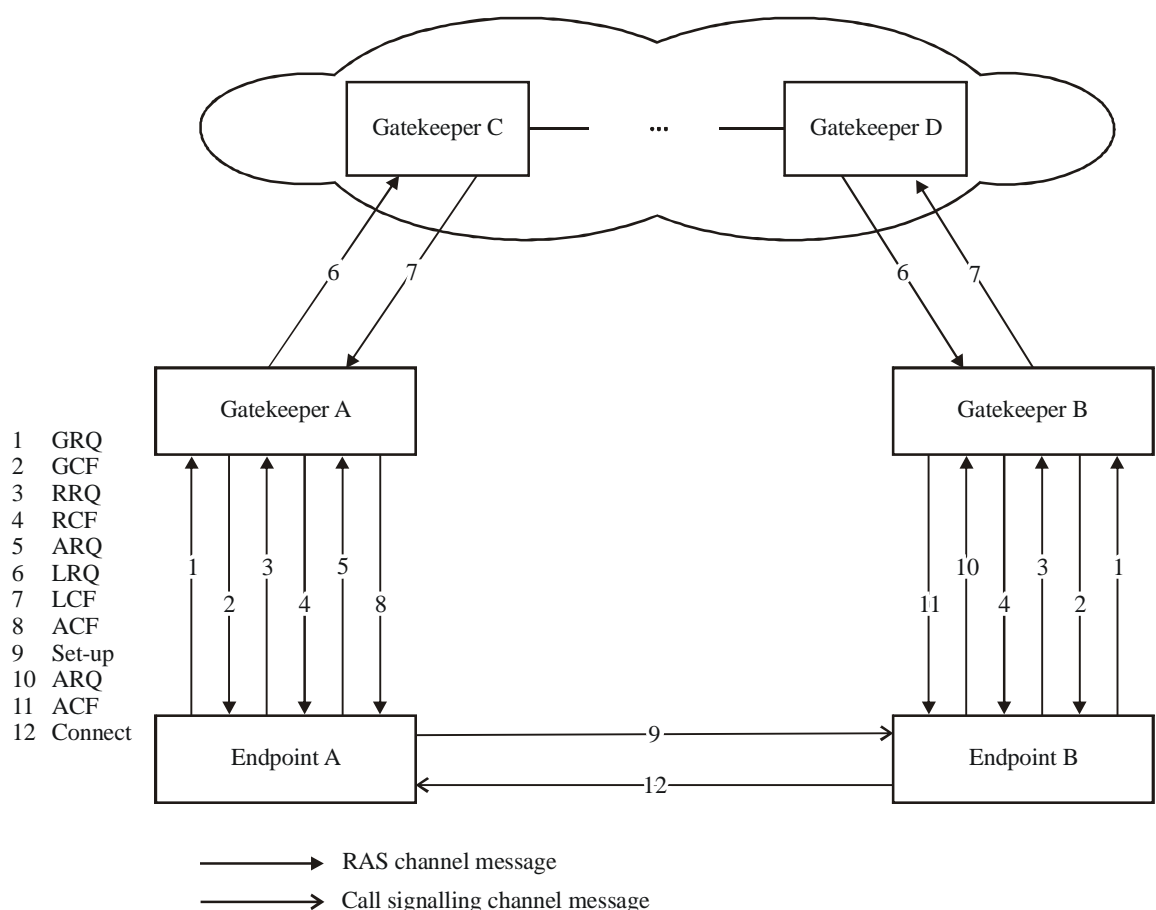 Gatekeeper C
...
Gatekeeper D
6
7
6
7
Gatekeeper A
Gatekeeper B
1 GRQ
2 GCF
3 RRQ
4 RCF
5 ARQ
6 LRQ
7 LCF
8 ACF
9 Set-up
10 ARQ
11 ACF
12 Connect
1
2
3
4
5
8
11
10
4
3
2
1
Endpoint A
9
12
Endpoint B
RAS channel message
Call signalling channel message